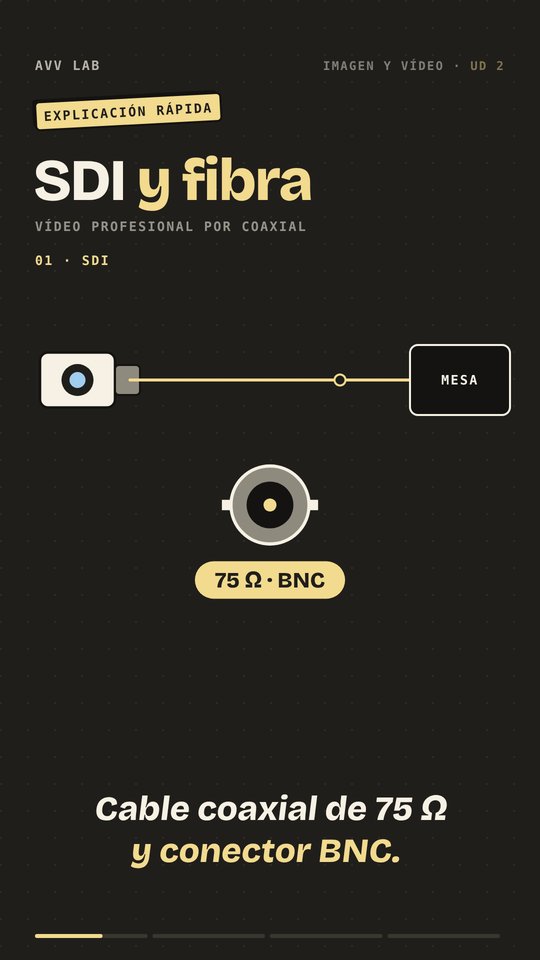 AVV LAB
IMAGEN Y VÍDEO · UD 2
EXPLICACIÓN RÁPIDA
SDI y fibra
VÍDEO PROFESIONAL POR COAXIAL
01 · SDI
MESA
75 Ω · BNC
Cable coaxial de 75 Ω
y conector BNC.